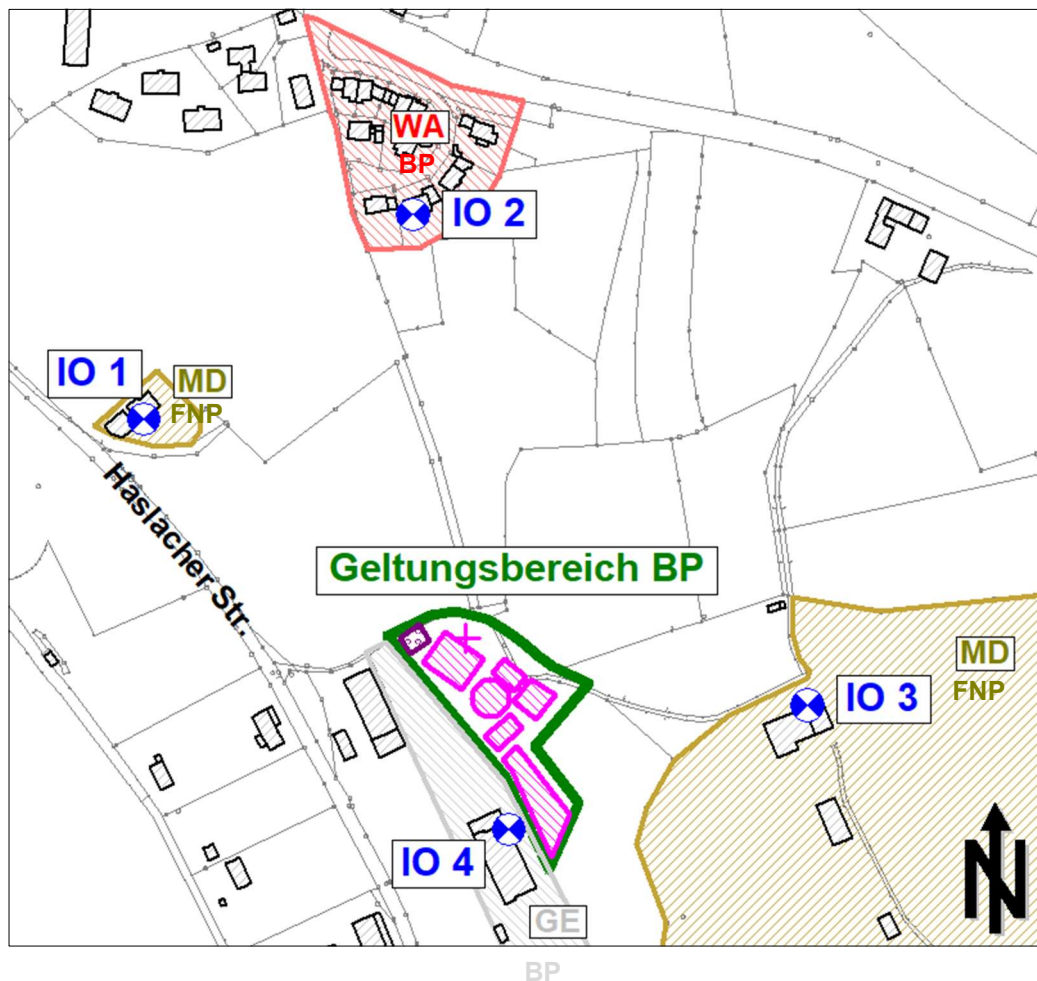 WA
BP
IO 2
IO 1
MD
FNP
Haslacher Str.
Geltungsbereich BP
MD
FNP
IO 3
IO 4
GE
N
BP